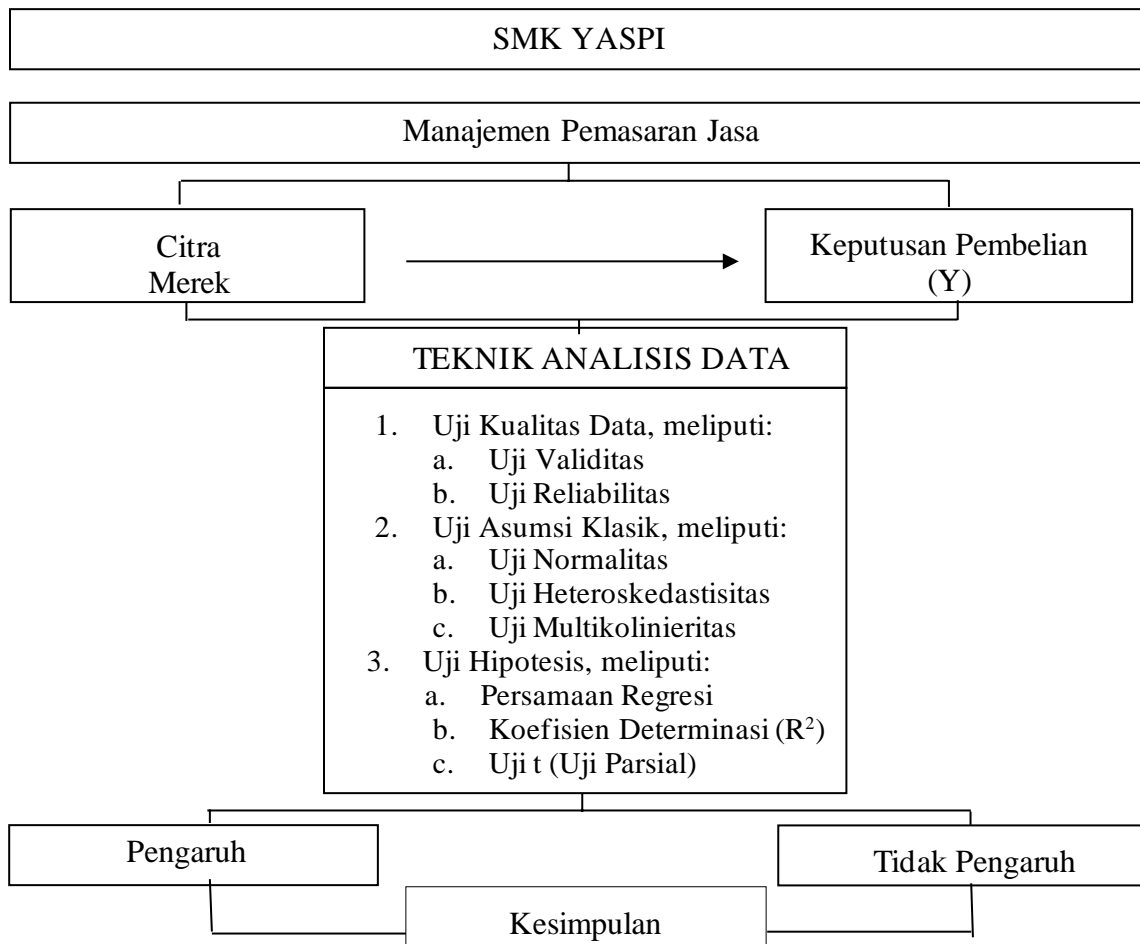 SMK YASPI
Manajemen Pemasaran Jasa
Citra
Merek
Keputusan Pembelian
(Y)
TEKNIK ANALISIS DATA
1. Uji Kualitas Data, meliputi:
a. Uji Validitas
b. Uji Reliabilitas
2. Uji Asumsi Klasik, meliputi:
a. Uji Normalitas
b. Uji Heteroskedastisitas
c. Uji Multikolinieritas
3. Uji Hipotesis, meliputi:
a. Persamaan Regresi
b. Koefisien Determinasi (R²)
c. Uji t (Uji Parsial)
Pengaruh
Tidak Pengaruh
Kesimpulan